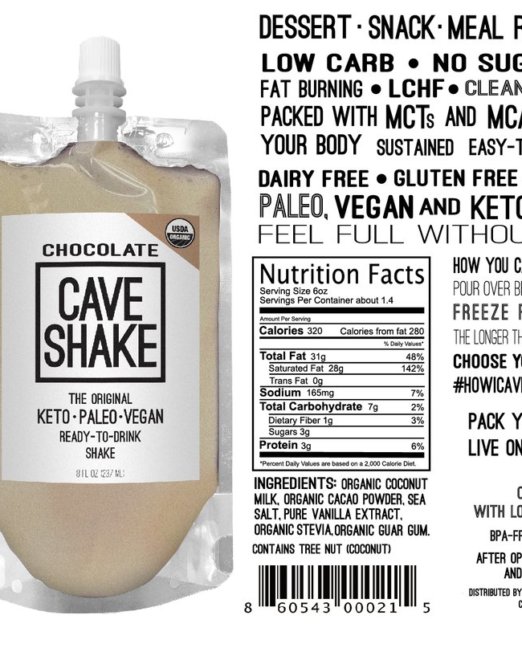 USDA
ORGANIC
CHOCOLATE
CAVE
SHAKE
THE ORIGINAL
KETO · PALEO · VEGAN
READY-TO-DRINK
SHAKE
8 FL OZ (237 ML)
DESSERT · SNACK · MEAL R
LOW CARB • NO SUG
FAT BURNING • LCHF • CLEAN
PACKED WITH MCTs AND MCA
YOUR BODY SUSTAINED EASY-T
DAIRY FREE • GLUTEN FREE
PALEO, VEGAN AND KETO
FEEL FULL WITHOU
Nutrition Facts
Serving Size 6oz
Servings Per Container about 1.4
Amount Per Serving
Calories 320 Calories from fat 280
% Daily Values*
Total Fat 31g 48%
Saturated Fat 28g 142%
Trans Fat 0g
Sodium 165mg 7%
Total Carbohydrate 7g 2%
Dietary Fiber 1g 3%
Sugars 3g
Protein 3g 6%
*Percent Daily Values are based on a 2,000 Calorie Diet.
INGREDIENTS: ORGANIC COCONUT
MILK, ORGANIC CACAO POWDER, SEA
SALT, PURE VANILLA EXTRACT,
ORGANIC STEVIA, ORGANIC GUAR GUM.
CONTAINS TREE NUT (COCONUT)
8 60543 00021 5
HOW YOU CA
POUR OVER BE
FREEZE F
THE LONGER TH
CHOOSE YO
#HOWICAVE
PACK Y
LIVE ON
O
WITH LO
BPA-FR
AFTER OP
AND
DISTRIBUTED BY
C